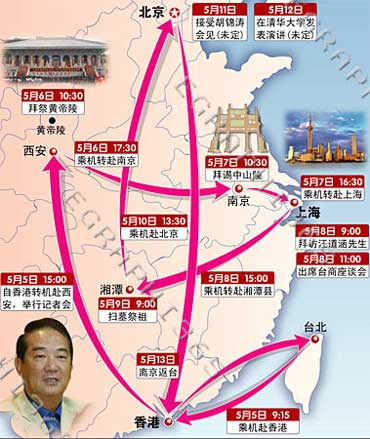 北京
5月11日
接受胡锦涛
会见(未定)
5月12日
在清华大学发
表演讲(未定)
5月6日 10:30
拜祭黄帝陵
黄帝陵
西安
5月6日 17:30
乘机转赴南京
5月7日 10:30
拜谒中山陵
南京
5月7日 16:30
乘机转赴上海
上海
5月8日 9:00
拜访汪道涵先生
5月8日 11:00
出席台商座谈会
5月10日 13:30
乘机赴北京
5月5日 15:00
自香港转机赴西
安，举行记者会
湘潭
5月9日 9:00
扫墓祭祖
5月8日 15:00
乘机转赴湘潭县
5月13日
离京返台
台北
香港
5月5日 9:15
乘机赴香港